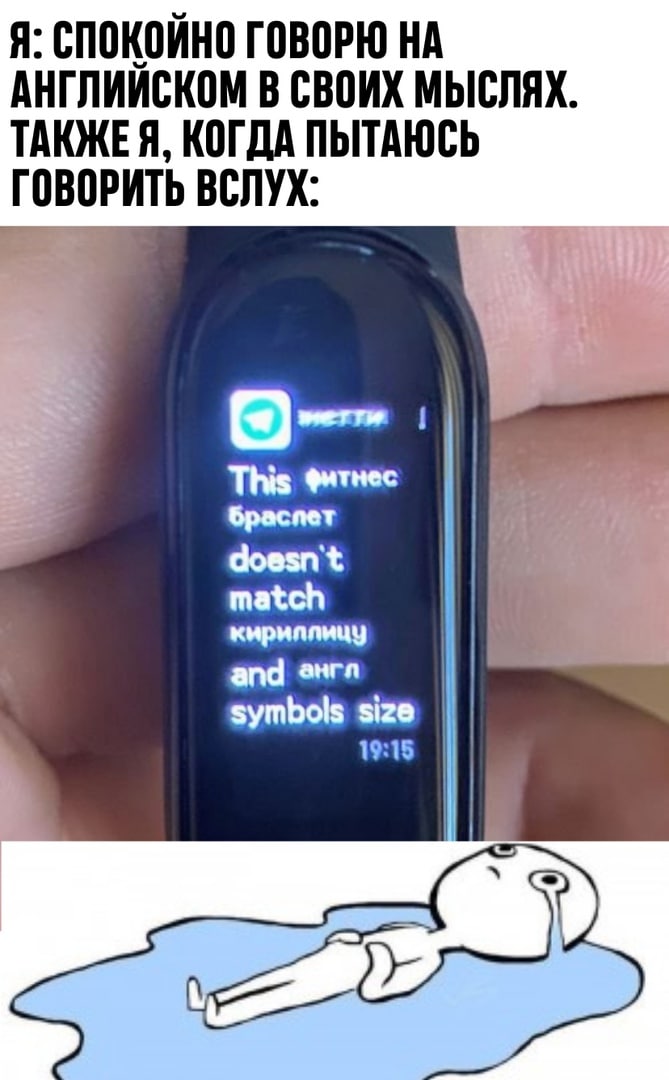 Я: СПОКОЙНО ГОВОРЮ НА
АНГЛИЙСКОМ В СВОИХ МЫСЛЯХ.
ТАКЖЕ Я, КОГДА ПЫТАЮСЬ
ГОВОРИТЬ ВСЛУХ:
This фитнес
браслет
doesn't
match
кириллицу
and англ
symbols size
19:15